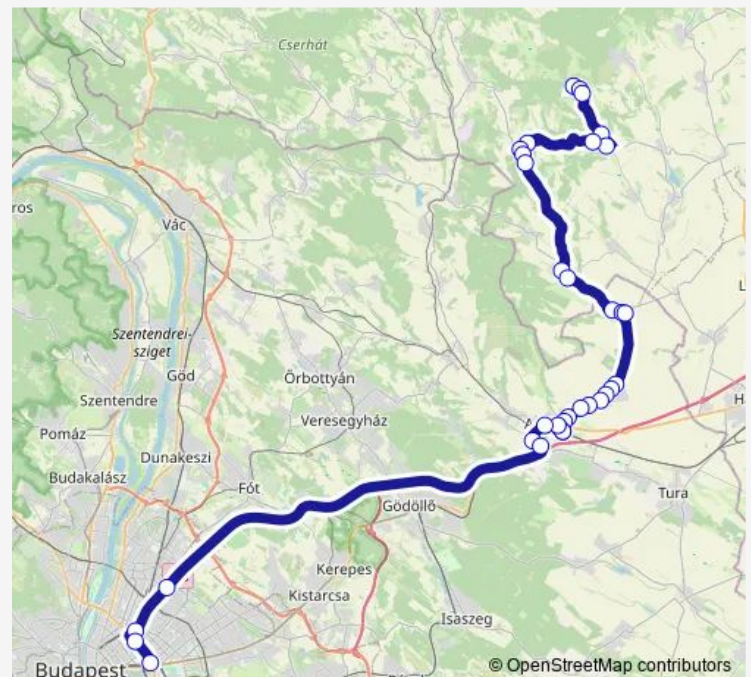 Cserhát
Vác
Szentendrei-
sziget
Göd
Őrbottyán
Szentendre
Veresegyház
Pomáz
Dunakeszi
Budakalász
Fót
Tura
Gödöllő
Kerepes
Kistarcsa
Isaszeg
Budapest
© OpenStreetMap contributors